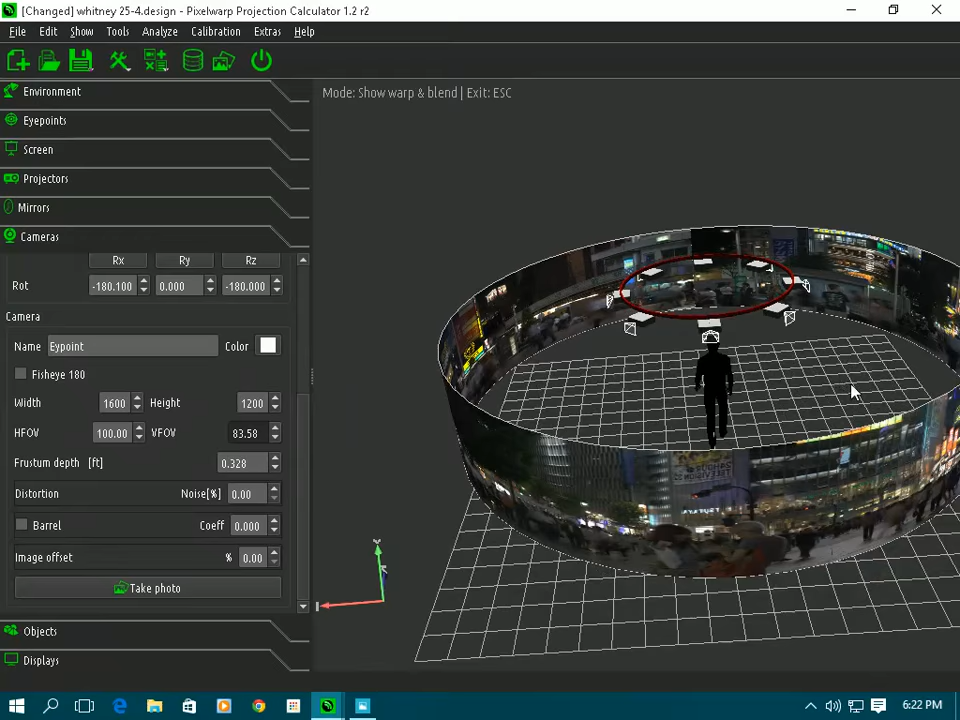 [Changed] whitney 25-4.design - Pixelwarp Projection Calculator 1.2 r2
File Edit Show Tools Analyze Calibration Extras Help
Mode: Show warp & blend | Exit: ESC
Environment
Eyepoints
Screen
Projectors
Mirrors
Cameras
Rx Ry Rz
Rot -180.100 0.000 -180.000
Camera
Name Eypoint Color
Fisheye 180
Width 1600 Height 1200
HFOV 100.00 VFOV 83.58
Frustum depth [ft] 0.328
Distortion Noise[%] 0.00
Barrel Coeff 0.000
Image offset % 0.00
Take photo
Objects
Displays
6:22 PM